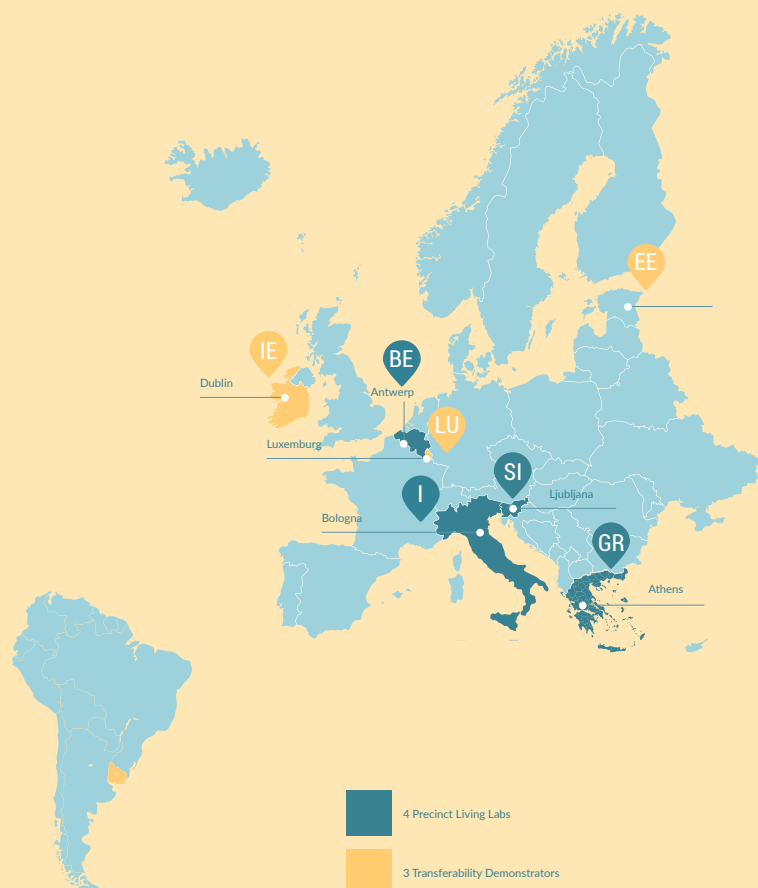 EE
IE
BE
Dublin
Antwerp
LU
Luxemburg
SI
I
Ljubljana
Bologna
GR
Athens
4 Precinct Living Labs
3 Transferability Demonstrators